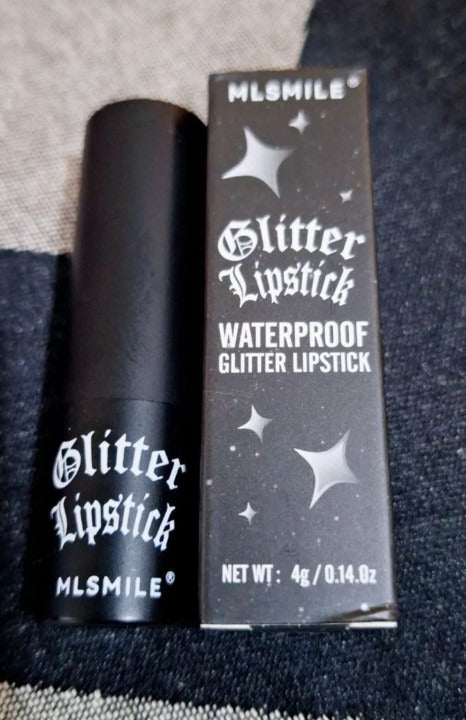 MLSMILE®
Glitter
Lipstick
WATERPROOF
GLITTER LIPSTICK
NET WT: 4g / 0.14.Oz
Glitter
Lipstick
MLSMILE®